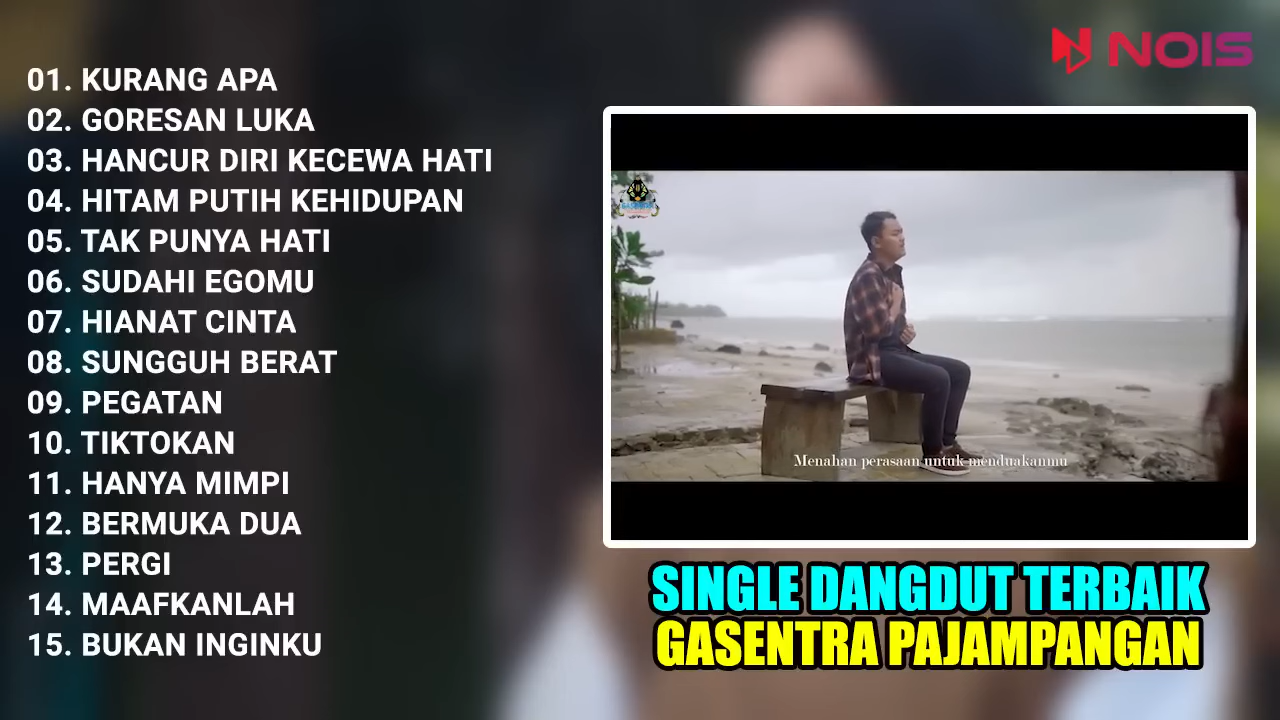 NOIS
01. KURANG APA
02. GORESAN LUKA
03. HANCUR DIRI KECEWA HATI
04. HITAM PUTIH KEHIDUPAN
05. TAK PUNYA HATI
06. SUDAHI EGOMU
07. HIANAT CINTA
08. SUNGGUH BERAT
09. PEGATAN
10. TIKTOKAN
11. HANYA MIMPI
12. BERMUKA DUA
13. PERGI
14. MAAFKANLAH
15. BUKAN INGINKU
Menahan perasaan untuk menduakanmu
SINGLE DANGDUT TERBAIK
GASENTRA PAJAMPANGAN